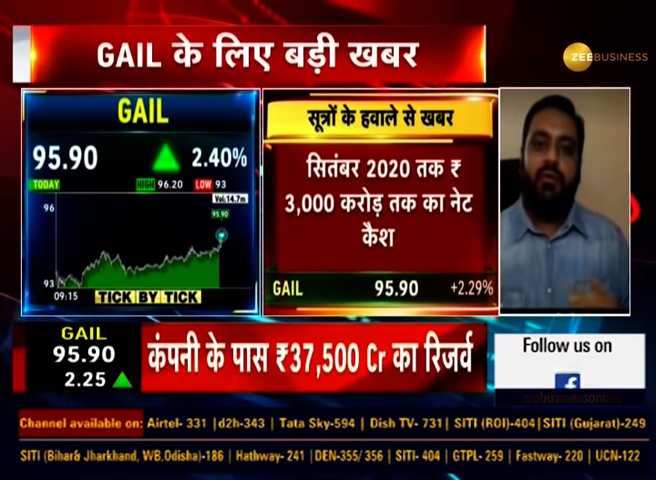 GAIL के लिए बड़ी खबर
ZEEBUSINESS
GAIL
95.90 2.40%
TODAY HIGH 96.20 LOW 93
Vol:14.7m
96 95.90
93
09:15 TICK BY TICK
सूत्रों के हवाले से खबर
सितंबर 2020 तक ₹
3,000 करोड़ तक का नेट
कैश
GAIL 95.90 +2.29%
GAIL
95.90
2.25
कंपनी के पास ₹37,500 Cr का रिजर्व
Follow us on
Channel available on: Airtel- 331 |d2h-343 | Tata Sky-594 | Dish TV- 731| SITI (ROI)-404|SITI (Gujarat)-249
SITI (Bihar& Jharkhand, WB,Odisha)-186 | Hathway- 241 |DEN-355/ 356 | SITI- 404 | GTPL- 259 | Fastway- 220 | UCN-122